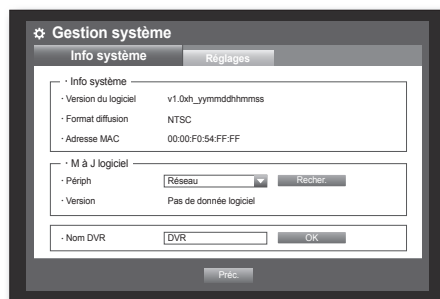 Gestion système
Info système Réglages
· Info système
· Version du logiciel v1.0xh_yymmddhhmmss
· Format diffusion NTSC
· Adresse MAC 00:00:F0:54:FF:FF
· M à J logiciel
· Périph Réseau Recher.
· Version Pas de donnée logiciel
· Nom DVR DVR OK
Préc.